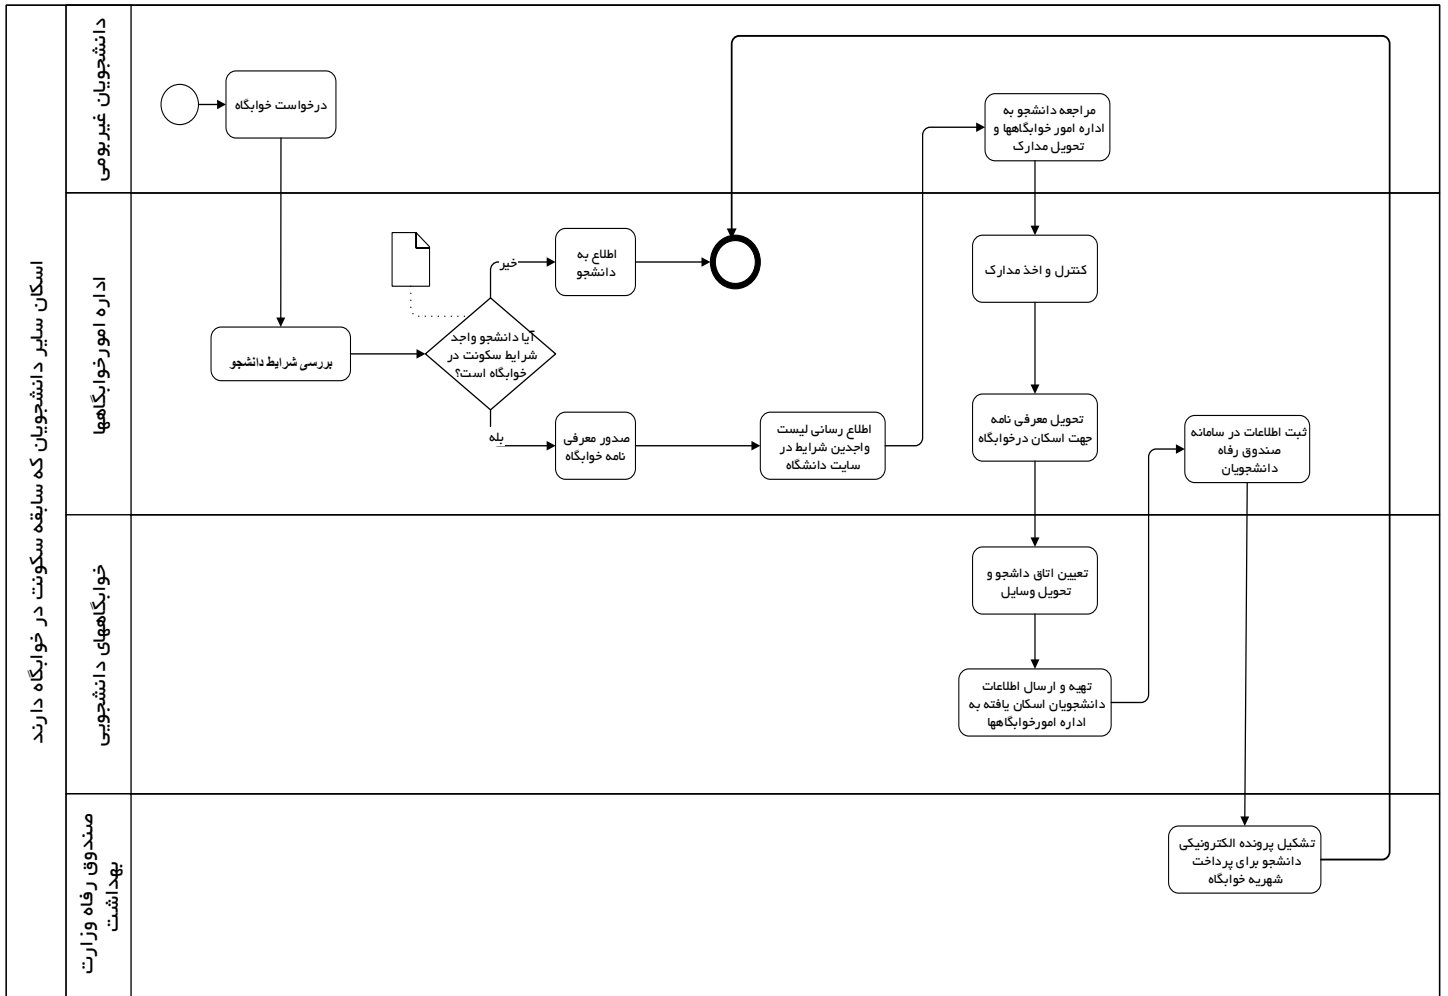 اسکان سایر دانشجویان که سابقه سکونت در خوابگاه دارند
دانشجویان غیربومی
درخواست خوابگاه
مراجعه دانشجو به
اداره امور خوابگاهها و
تحویل مدارک
اداره امورخوابگاهها
بررسی شرایط دانشجو
آیا دانشجو واجد
شرایط سکونت در
خوابگاه است؟
خیر
اطلاع به
دانشجو
بله
صدور معرفی
نامه خوابگاه
اطلاع رسانی لیست
واجدین شرایط در
سایت دانشگاه
کنترل و اخذ مدارک
تحویل معرفی نامه
جهت اسکان درخوابگاه
ثبت اطلاعات در سامانه
صندوق رفاه
دانشجویان
خوابگاههای دانشجویی
تعیین اتاق داشجو و
تحویل وسایل
تهیه و ارسال اطلاعات
دانشجویان اسکان یافته به
اداره امورخوابگاهها
صندوق رفاه وزارت
بهداشت
تشکیل پرونده الکترونیکی
دانشجو برای پرداخت
شهریه خوابگاه